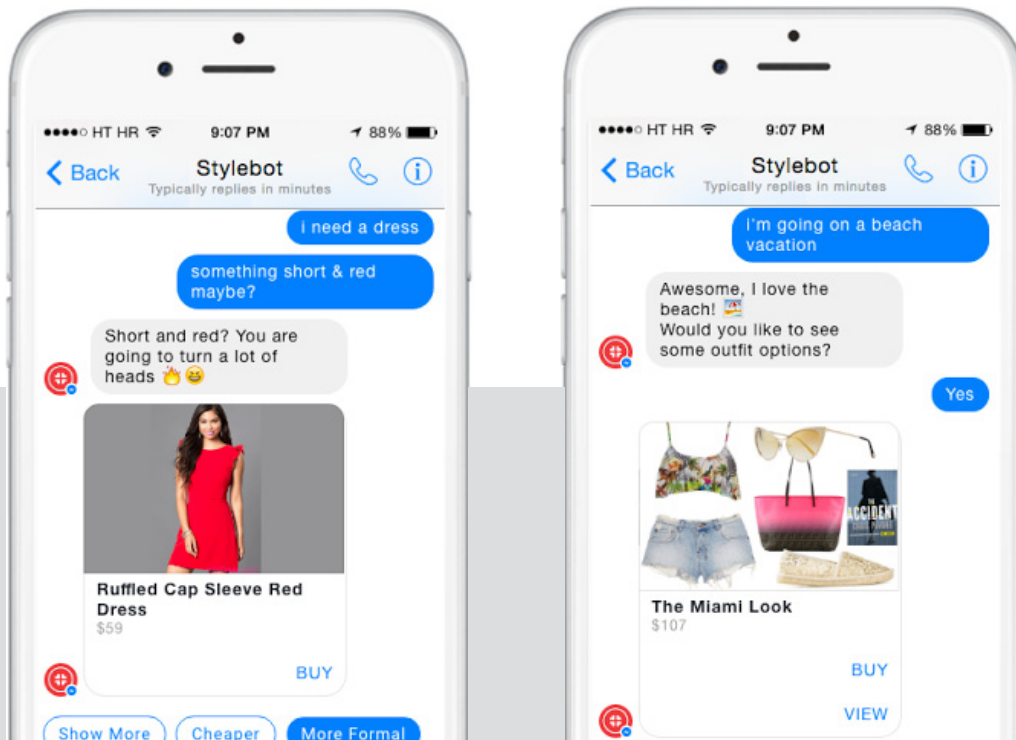 HT HR 9:07 PM 88%
Back Stylebot
Typically replies in minutes
i need a dress
something short & red
maybe?
Short and red? You are
going to turn a lot of
heads 🔥😆
Ruffled Cap Sleeve Red
Dress
$59
BUY
Show More Cheaper More Formal
HT HR 9:07 PM 88%
Back Stylebot
Typically replies in minutes
i'm going on a beach
vacation
Awesome, I love the
beach! 🏖
Would you like to see
some outfit options?
Yes
THE
ACCIDENT
The Miami Look
$107
BUY
VIEW